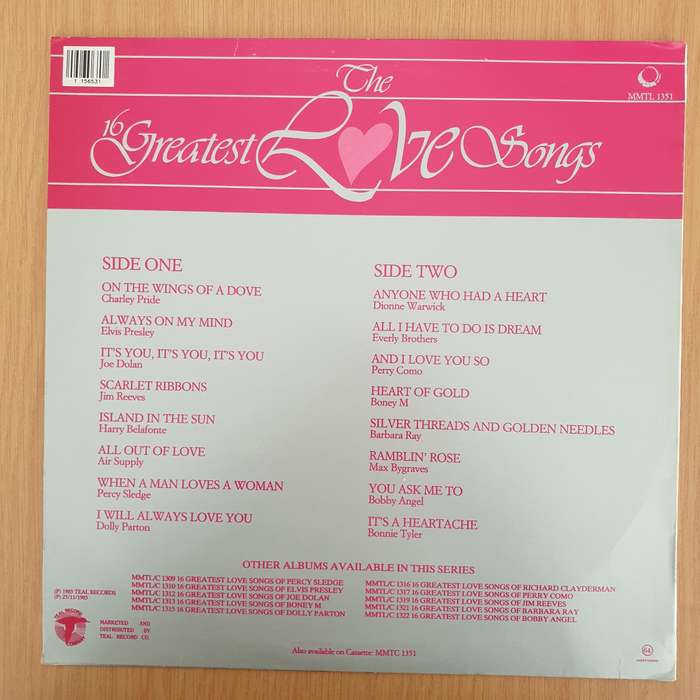 1 156531
The
MMTL 1351
16 Greatest Love Songs
SIDE ONE
ON THE WINGS OF A DOVE
Charley Pride
ALWAYS ON MY MIND
Elvis Presley
IT'S YOU, IT'S YOU, IT'S YOU
Joe Dolan
SCARLET RIBBONS
Jim Reeves
ISLAND IN THE SUN
Harry Belafonte
ALL OUT OF LOVE
Air Supply
WHEN A MAN LOVES A WOMAN
Percy Sledge
I WILL ALWAYS LOVE YOU
Dolly Parton
SIDE TWO
ANYONE WHO HAD A HEART
Dionne Warwick
ALL I HAVE TO DO IS DREAM
Everly Brothers
AND I LOVE YOU SO
Perry Como
HEART OF GOLD
Boney M
SILVER THREADS AND GOLDEN NEEDLES
Barbara Ray
RAMBLIN' ROSE
Max Bygraves
YOU ASK ME TO
Bobby Angel
IT'S A HEARTACHE
Bonnie Tyler
OTHER ALBUMS AVAILABLE IN THIS SERIES
MMTL/C 1309 16 GREATEST LOVE SONGS OF PERCY SLEDGE
MMTL/C 1310 16 GREATEST LOVE SONGS OF ELVIS PRESLEY
MMTL/C 1312 16 GREATEST LOVE SONGS OF JOE DOLAN
MMTL/C 1313 16 GREATEST LOVE SONGS OF BONEY M
MMTL/C 1315 16 GREATEST LOVE SONGS OF DOLLY PARTON
MMTL/C 1316 16 GREATEST LOVE SONGS OF RICHARD CLAYDERMAN
MMTL/C 1317 16 GREATEST LOVE SONGS OF PERRY COMO
MMTL/C 1319 16 GREATEST LOVE SONGS OF JIM REEVES
MMTL/C 1321 16 GREATEST LOVE SONGS OF BARBARA RAY
MMTL/C 1322 16 GREATEST LOVE SONGS OF BOBBY ANGEL
(P) 1985 TEAL RECORDS
(P) 25/11/1985
MARKETED AND
DISTRIBUTED BY
TEAL RECORD CO.
Also available on Cassette: MMTC 1351